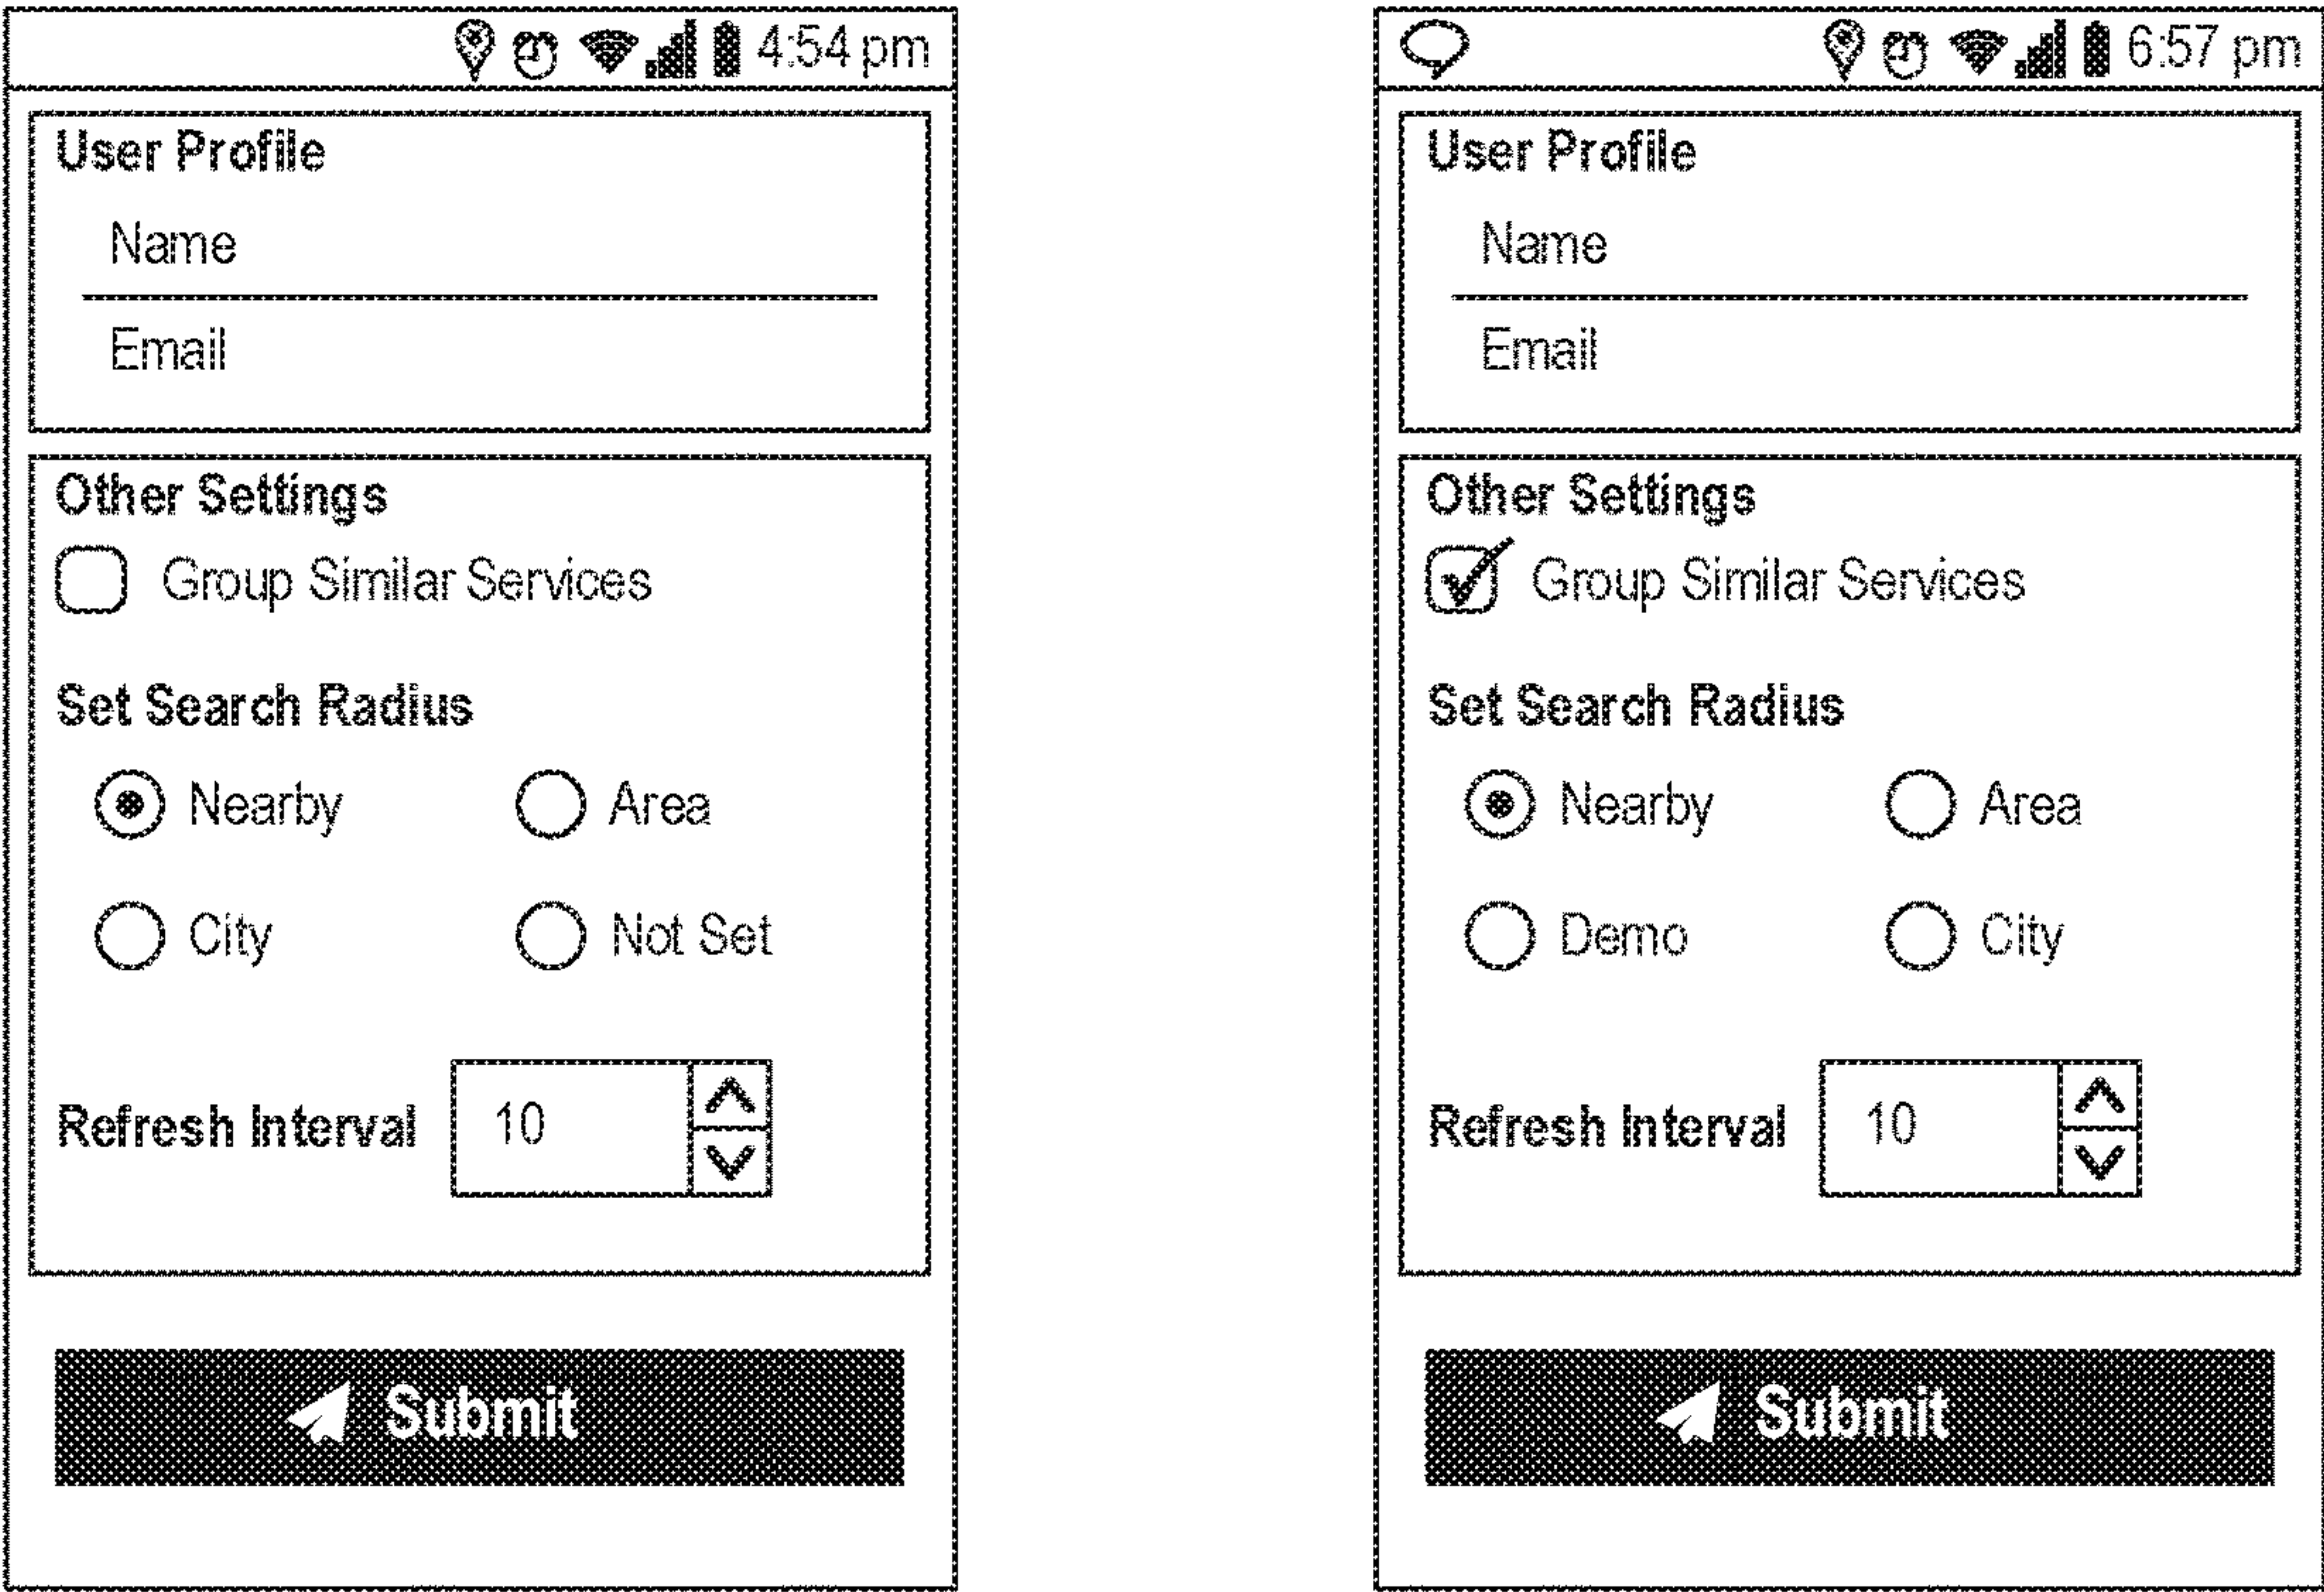 4:54 pm
User Profile
Name
Email
Other Settings
Group Similar Services
Set Search Radius
Nearby Area
City Not Set
Refresh Interval 10
Submit
6:57 pm
User Profile
Name
Email
Other Settings
Group Similar Services
Set Search Radius
Nearby Area
Demo City
Refresh Interval 10
Submit